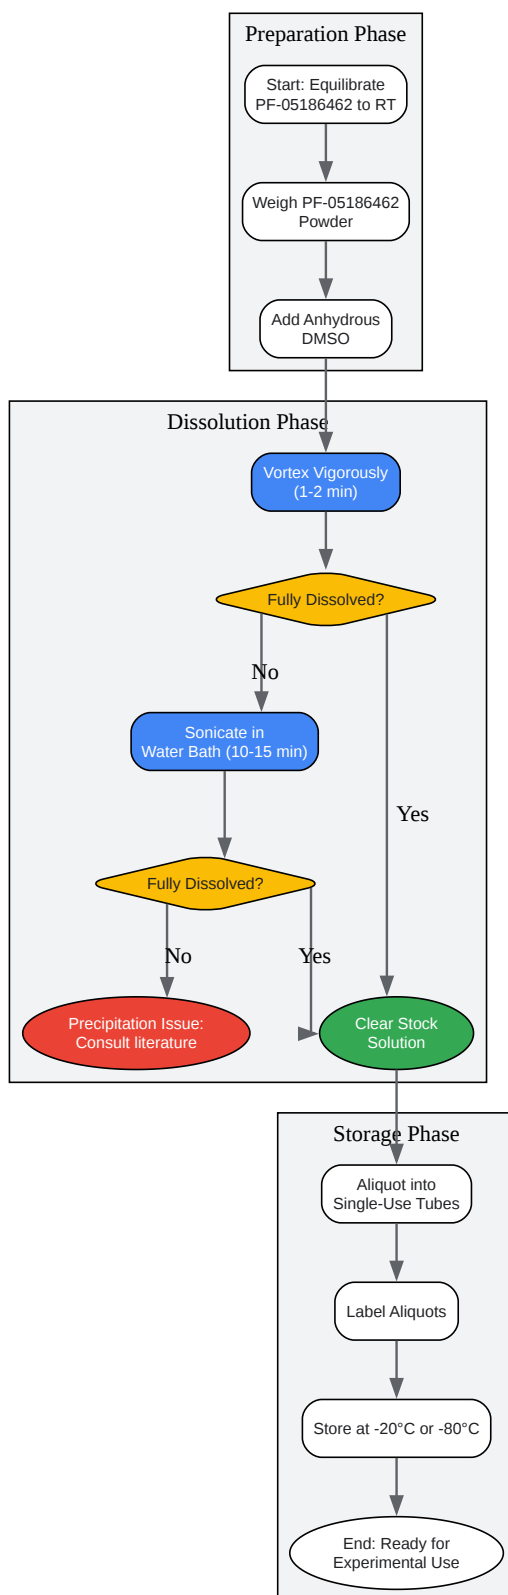 Preparation Phase
Start: Equilibrate
PF-05186462 to RT
Weigh PF-05186462
Powder
Add Anhydrous
DMSO
Dissolution Phase
Vortex Vigorously
(1-2 min)
Fully Dissolved?
No
Sonicate in
Water Bath (10-15 min)
Yes
Fully Dissolved?
No
Yes
Precipitation Issue:
Consult literature
Clear Stock
Solution
Storage Phase
Aliquot into
Single-Use Tubes
Label Aliquots
Store at -20°C or -80°C
End: Ready for
Experimental Use